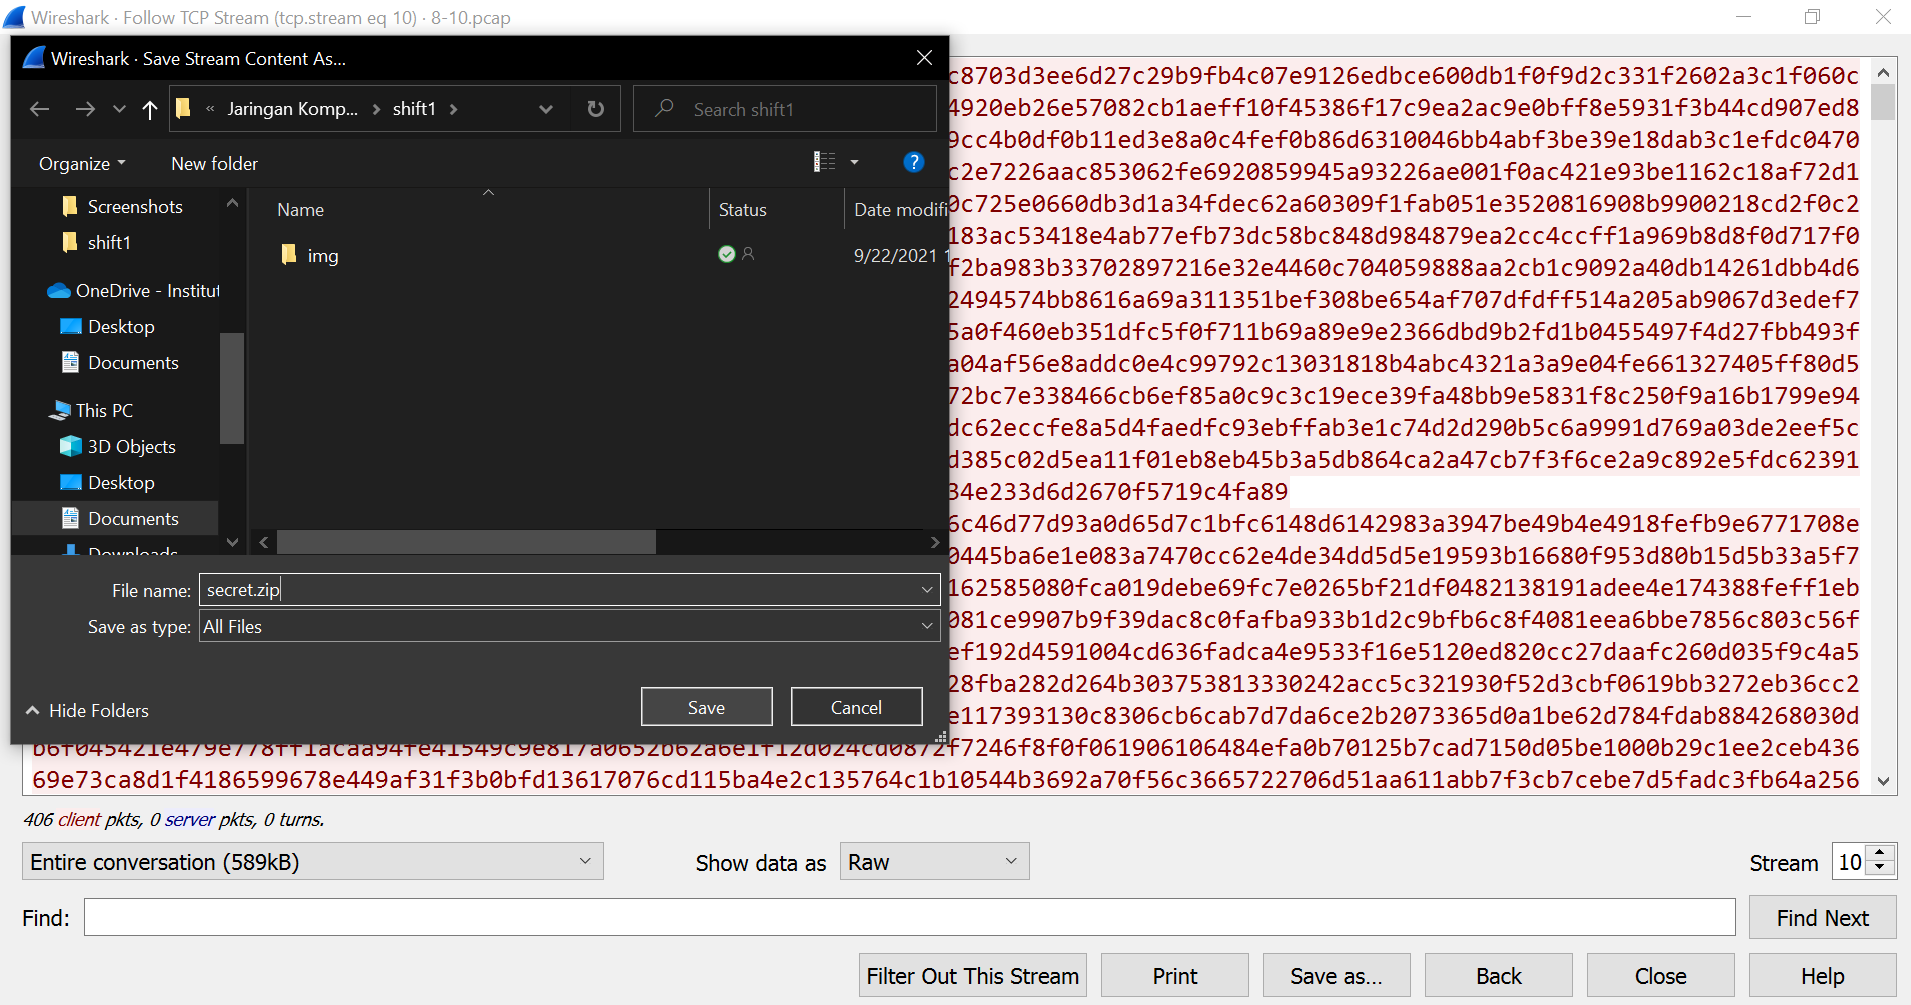 Wireshark · Follow TCP Stream (tcp.stream eq 10) · 8-10.pcap
Wireshark · Save Stream Content As...
« Jaringan Komp... > shift1 >
Search shift1
Organize
New folder
Screenshots
shift1
OneDrive - Institut
Desktop
Documents
This PC
3D Objects
Desktop
Documents
Downloads
Name
Status
Date modifi
img
9/22/2021 1
File name:
secret.zip
Save as type:
All Files
Hide Folders
Save
Cancel
c8703d3ee6d27c29b9fb4c07e9126edbce600db1f0f9d2c331f2602a3c1f060c
4920eb26e57082cb1aeff10f45386f17c9ea2ac9e0bff8e5931f3b44cd907ed8
9cc4b0df0b11ed3e8a0c4fef0b86d6310046bb4abf3be39e18dab3c1efdc0470
c2e7226aac853062fe6920859945a93226ae001f0ac421e93be1162c18af72d1
0c725e0660db3d1a34fdec62a60309f1fab051e3520816908b9900218cd2f0c2
183ac53418e4ab77efb73dc58bc848d984879ea2cc4ccff1a969b8d8f0d717f0
f2ba983b33702897216e32e4460c704059888aa2cb1c9092a40db14261dbb4d6
2494574bb8616a69a311351bef308be654af707dfdff514a205ab9067d3edef7
5a0f460eb351dfc5f0f711b69a89e9e2366dbd9b2fd1b0455497f4d27fbb493f
a04af56e8addc0e4c99792c13031818b4abc4321a3a9e04fe661327405ff80d5
72bc7e338466cb6ef85a0c9c3c19ece39fa48bb9e5831f8c250f9a16b1799e94
dc62eccfe8a5d4faedfc93ebffab3e1c74d2d290b5c6a9991d769a03de2eef5c
d385c02d5ea11f01eb8eb45b3a5db864ca2a47cb7f3f6ce2a9c892e5fdc62391
34e233d6d2670f5719c4fa89
6c46d77d93a0d65d7c1bfc6148d6142983a3947be49b4e4918fefb9e6771708e
0445ba6e1e083a7470cc62e4de34dd5d5e19593b16680f953d80b15d5b33a5f7
162585080fca019debe69fc7e0265bf21df0482138191adee4e174388feff1eb
081ce9907b9f39dac8c0fafba933b1d2c9bfb6c8f4081eea6bbe7856c803c56f
ef192d4591004cd636fadca4e9533f16e5120ed820cc27daafc260d035f9c4a5
28fba282d264b303753813330242acc5c321930f52d3cbf0619bb3272eb36cc2
e117393130c8306cb6cab7d7da6ce2b2073365d0a1be62d784fdab884268030d
b6f045421e479e778ff1acaa94fe41549c9e817a0652b62a6e1f12d024cd0872f7246f8f0f061906106484efa0b70125b7cad7150d05be1000b29c1ee2ceb436
69e73ca8d1f4186599678e449af31f3b0bfd13617076cd115ba4e2c135764c1b10544b3692a70f56c3665722706d51aa611abb7f3cb7cebe7d5fadc3fb64a256
406 client pkts, 0 server pkts, 0 turns.
Entire conversation (589kB)
Show data as
Raw
Stream
10
Find:
Find Next
Filter Out This Stream
Print
Save as...
Back
Close
Help